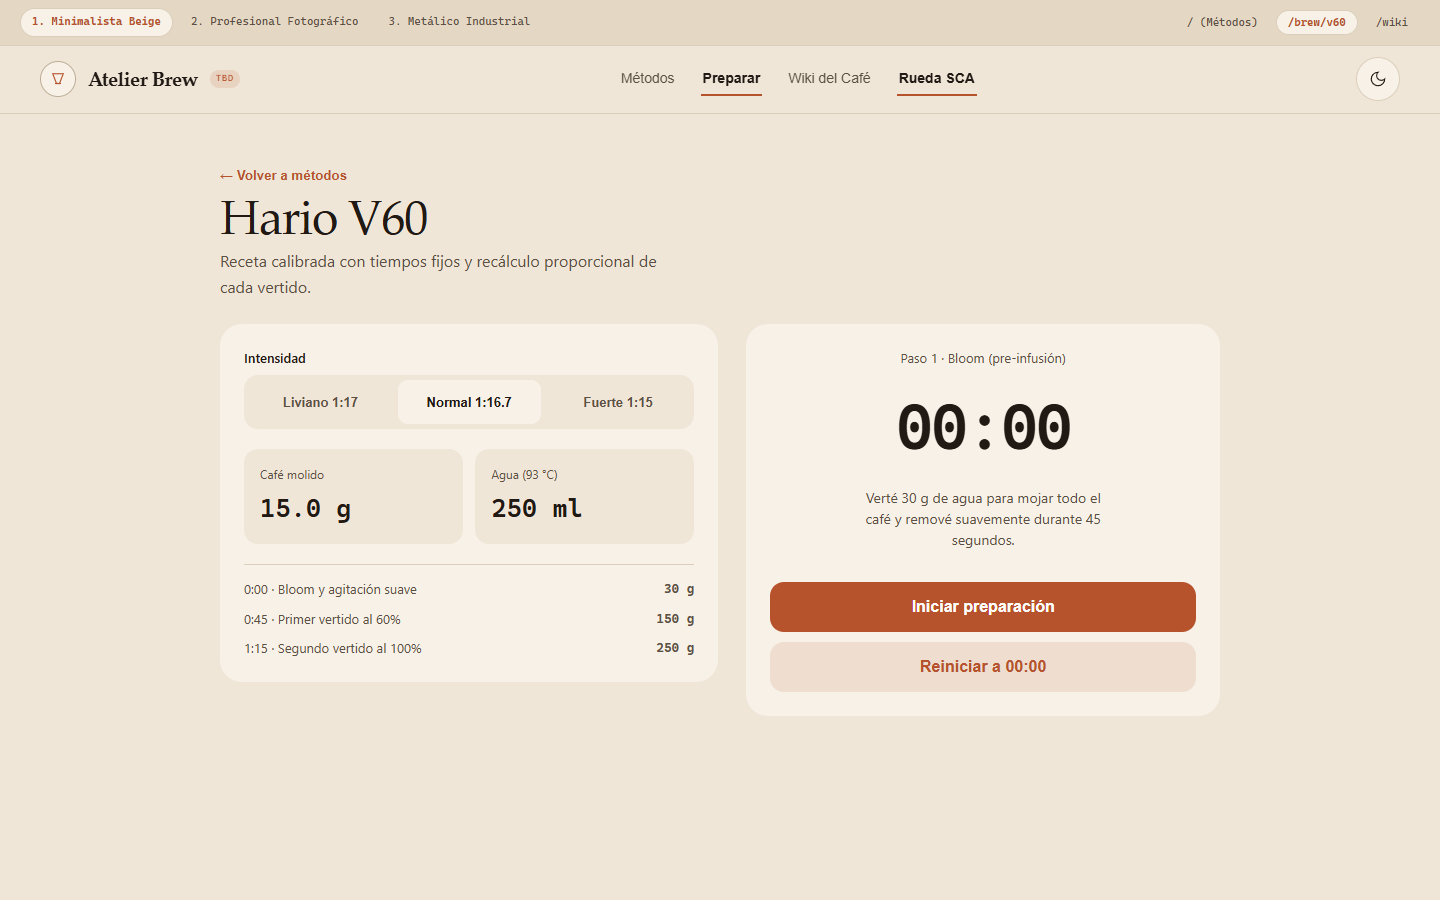 1. Minimalista Beige
2. Profesional Fotográfico
3. Metálico Industrial
/ (Métodos)
/brew/v60
/wiki
Atelier Brew
TBD
Métodos
Preparar
Wiki del Café
Rueda SCA
← Volver a métodos
Hario V60
Receta calibrada con tiempos fijos y recálculo proporcional de
cada vertido.
Intensidad
Liviano 1:17
Normal 1:16.7
Fuerte 1:15
Café molido
15.0 g
Agua (93 °C)
250 ml
0:00 · Bloom y agitación suave
30 g
0:45 · Primer vertido al 60%
150 g
1:15 · Segundo vertido al 100%
250 g
Paso 1 · Bloom (pre-infusión)
00:00
Verté 30 g de agua para mojar todo el
café y remové suavemente durante 45
segundos.
Iniciar preparación
Reiniciar a 00:00